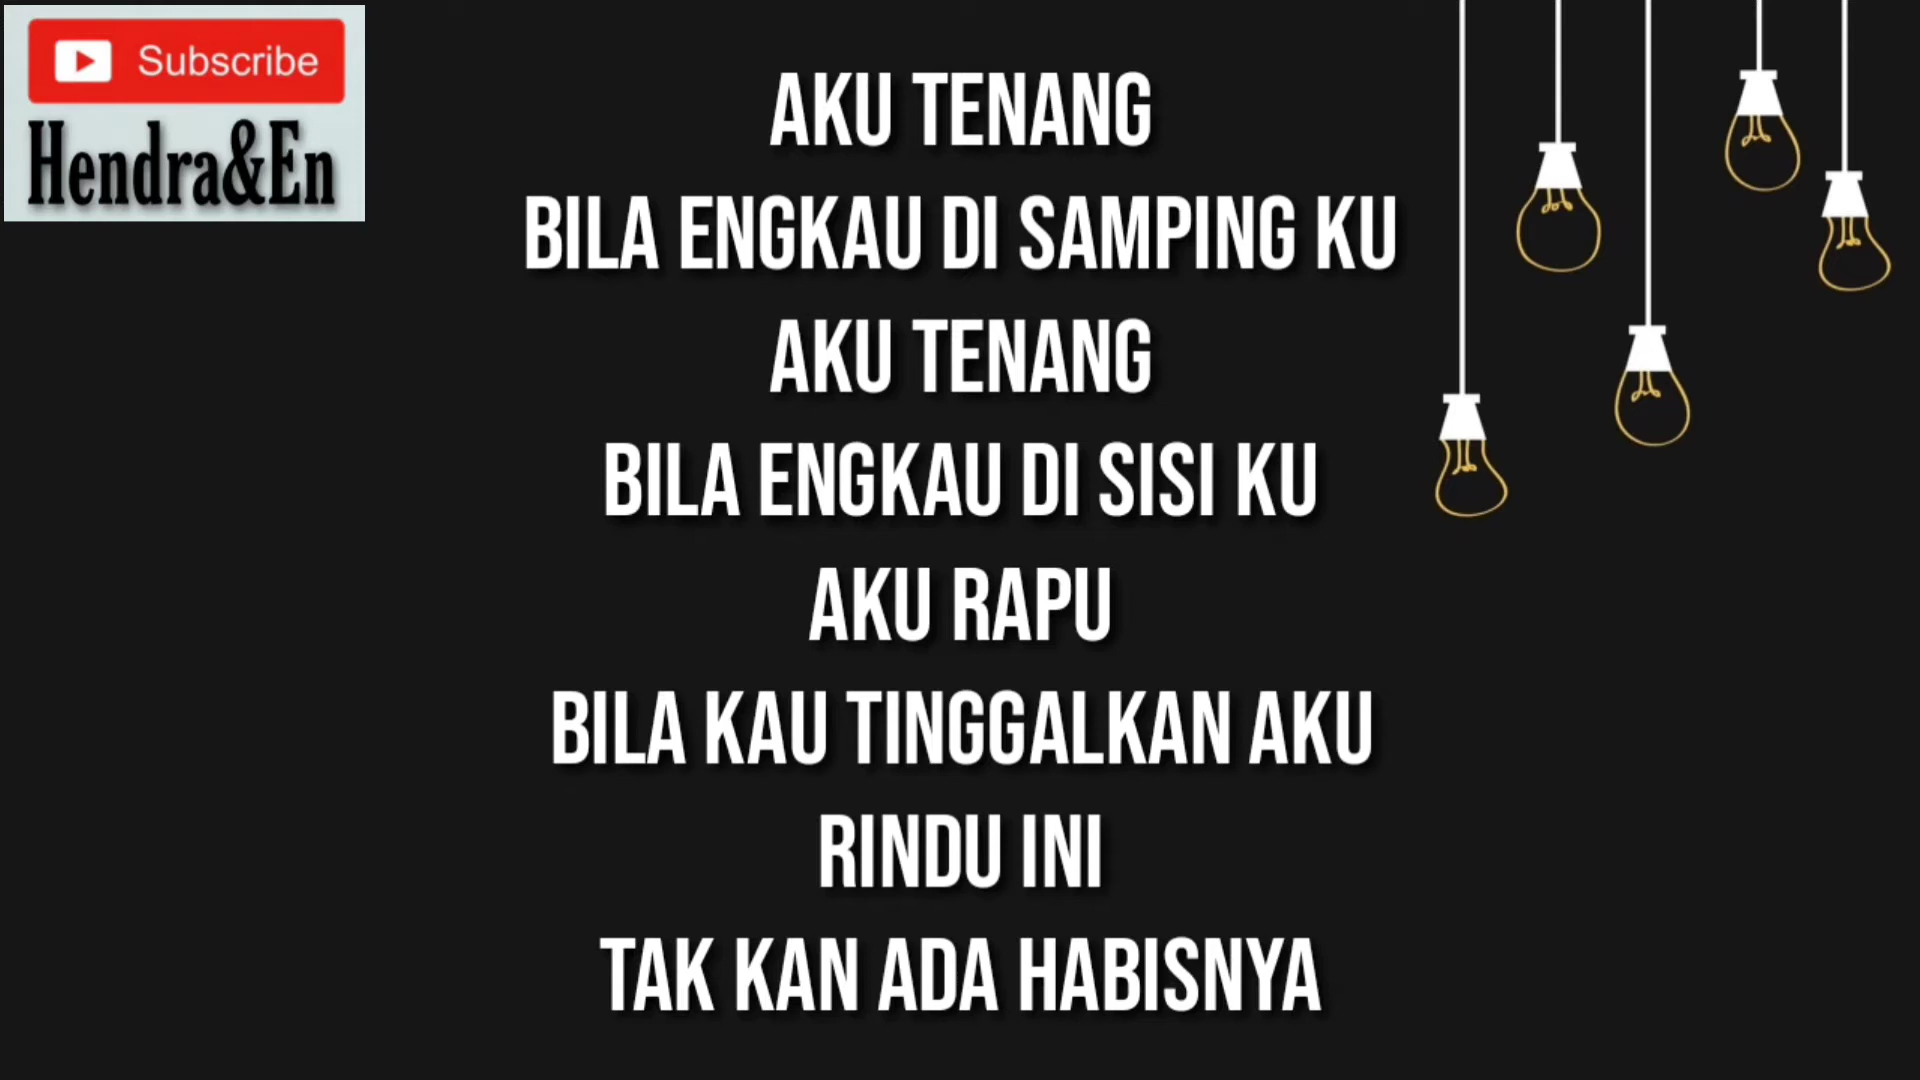 Subscribe
Hendra&En
AKU TENANG
BILA ENGKAU DI SAMPING KU
AKU TENANG
BILA ENGKAU DI SISI KU
AKU RAPU
BILA KAU TINGGALKAN AKU
RINDU INI
TAK KAN ADA HABISNYA